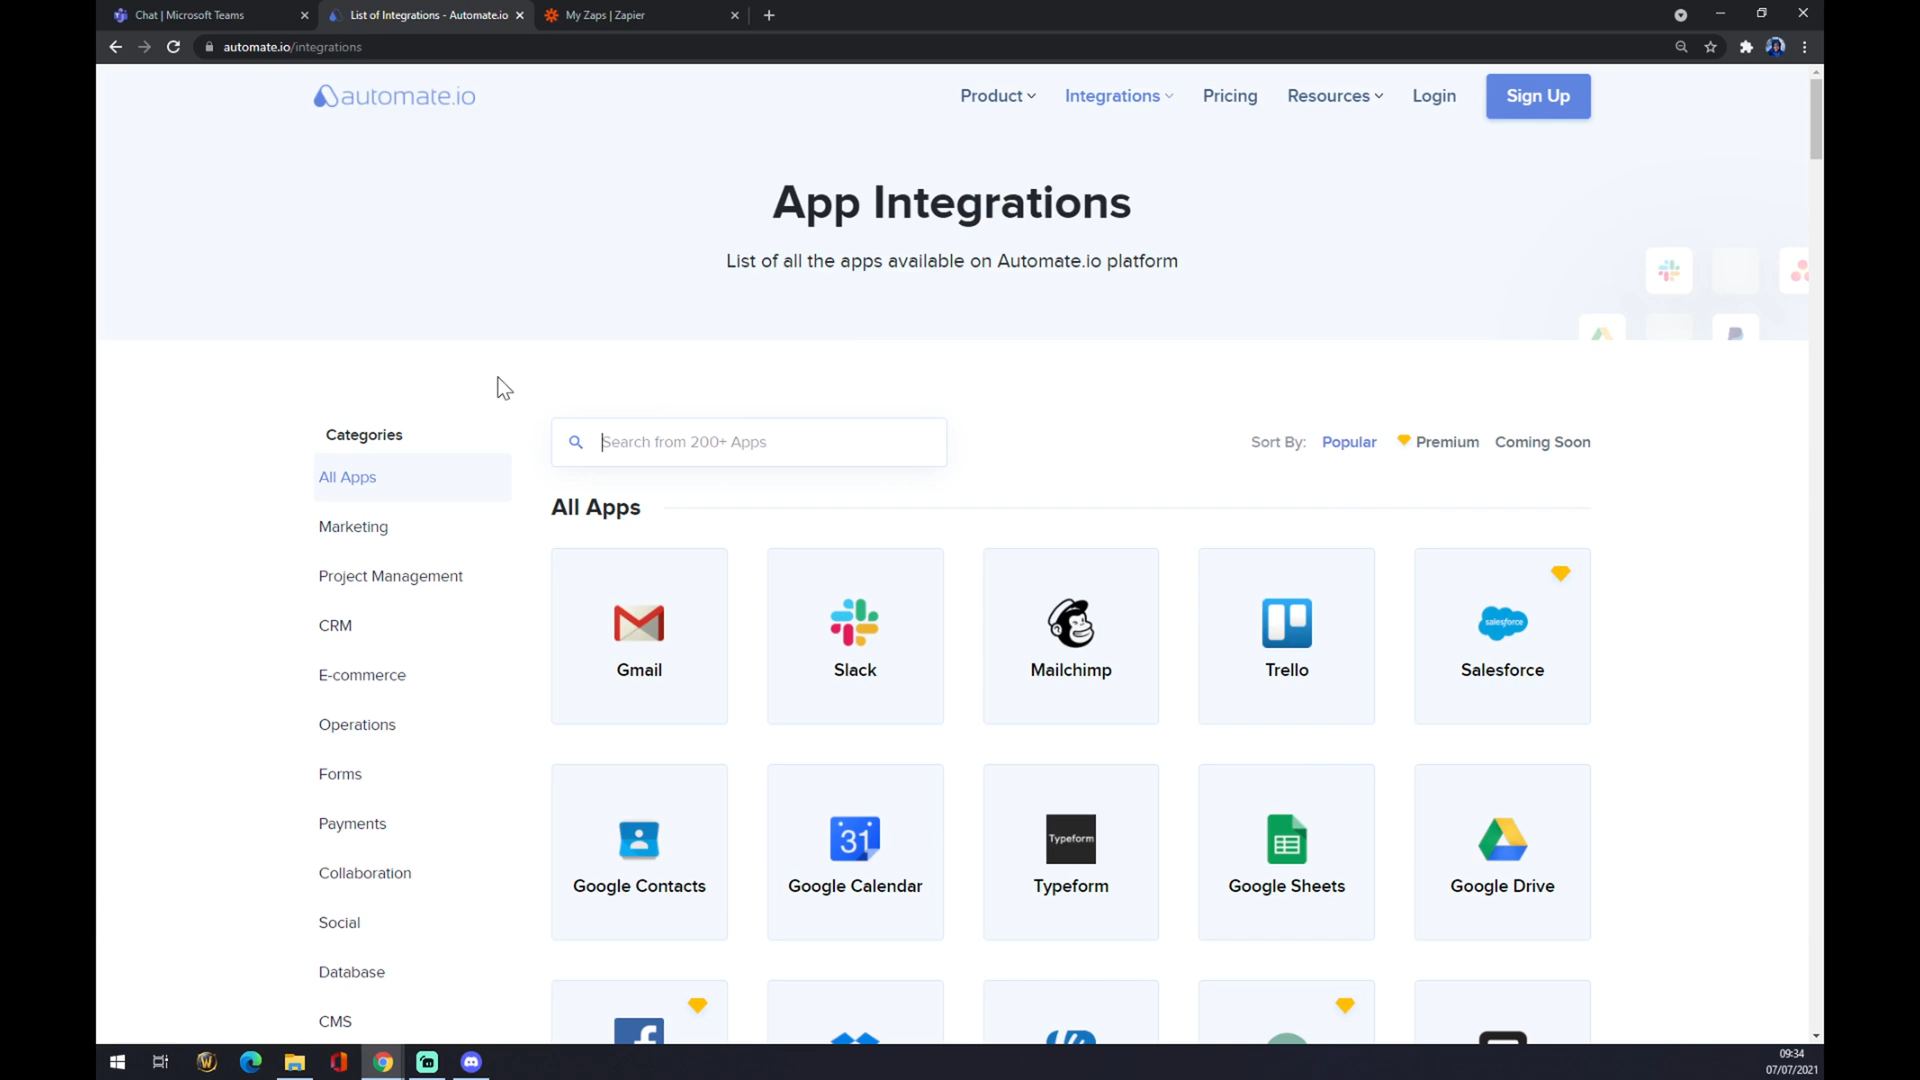 Chat | Microsoft Teams
List of Integrations - Automate.io
My Zaps | Zapier
automate.io/integrations
automate.io
Product
Integrations
Pricing
Resources
Login
Sign Up
App Integrations
List of all the apps available on Automate.io platform
Categories
Search from 200+ Apps
Sort By:
Popular
Premium
Coming Soon
All Apps
All Apps
Marketing
Project Management
CRM
E-commerce
Operations
Forms
Payments
Collaboration
Social
Database
CMS
Gmail
Slack
Mailchimp
Trello
salesforce
Salesforce
Google Contacts
31
Google Calendar
Typeform
Typeform
Google Sheets
Google Drive
09:34
07/07/2021